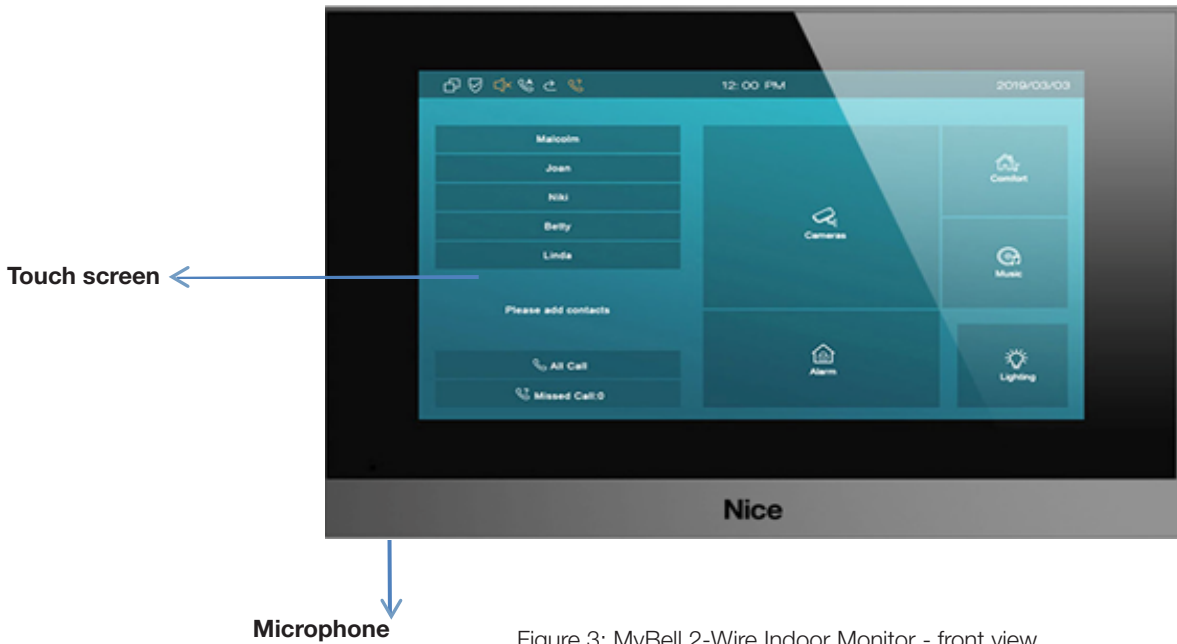 12:00 PM
2019/03/03
Malcolm
Joan
Niki
Betty
Linda
Please add contacts
All Call
Missed Call:0
Cameras
Alarm
Comfort
Music
Lighting
Touch screen
Nice
Microphone
Figure 3: MyBell 2-Wire Indoor Monitor - front view